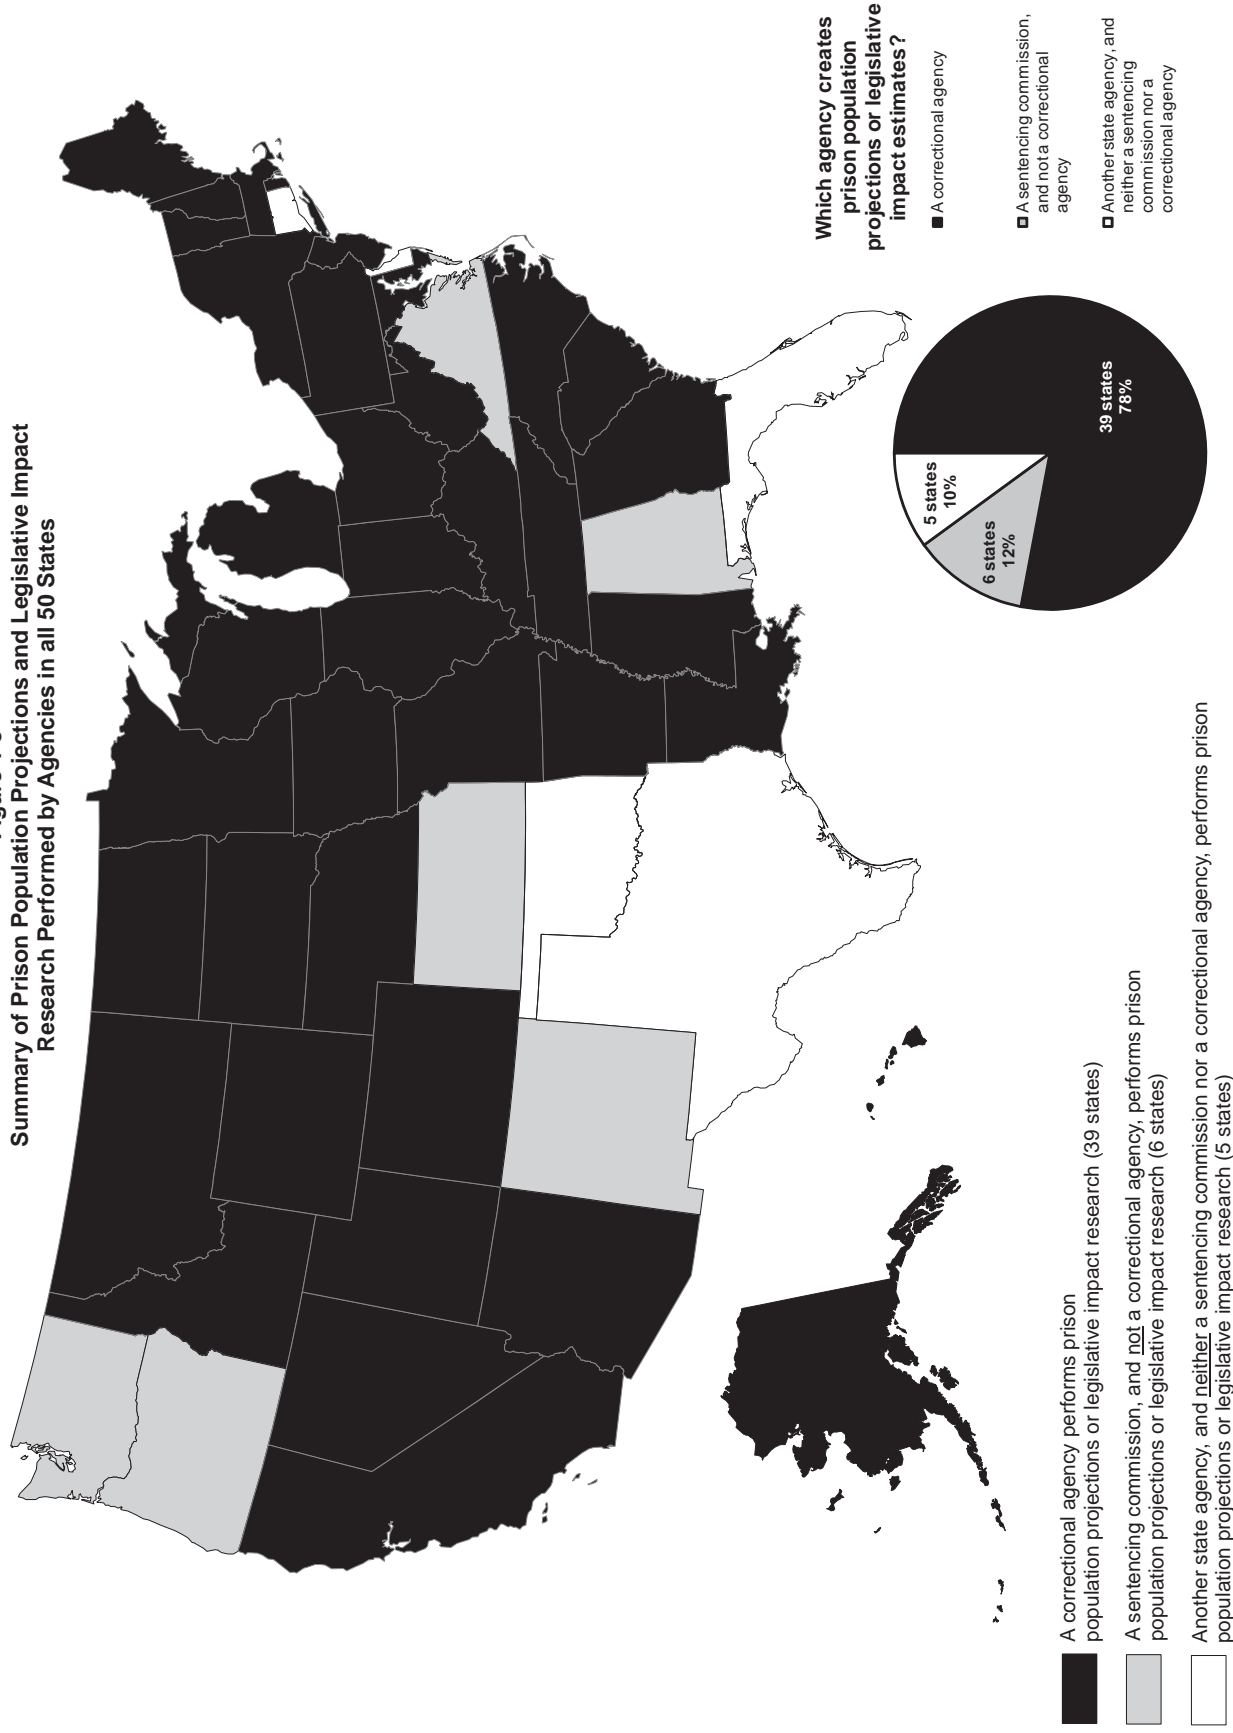 Summary of Prison Population Projections and Legislative Impact
Research Performed by Agencies in all 50 States
Which agency creates
prison population
projections or legislative
impact estimates?
A correctional agency
A sentencing commission,
and not a correctional
agency
Another state agency, and
neither a sentencing
commission nor a
correctional agency
5 states
10%
6 states
12%
39 states
78%
A correctional agency performs prison
population projections or legislative impact research (39 states)
A sentencing commission, and not a correctional agency, performs prison
population projections or legislative impact research (6 states)
Another state agency, and neither a sentencing commission nor a correctional agency, performs prison
population projections or legislative impact research (5 states)